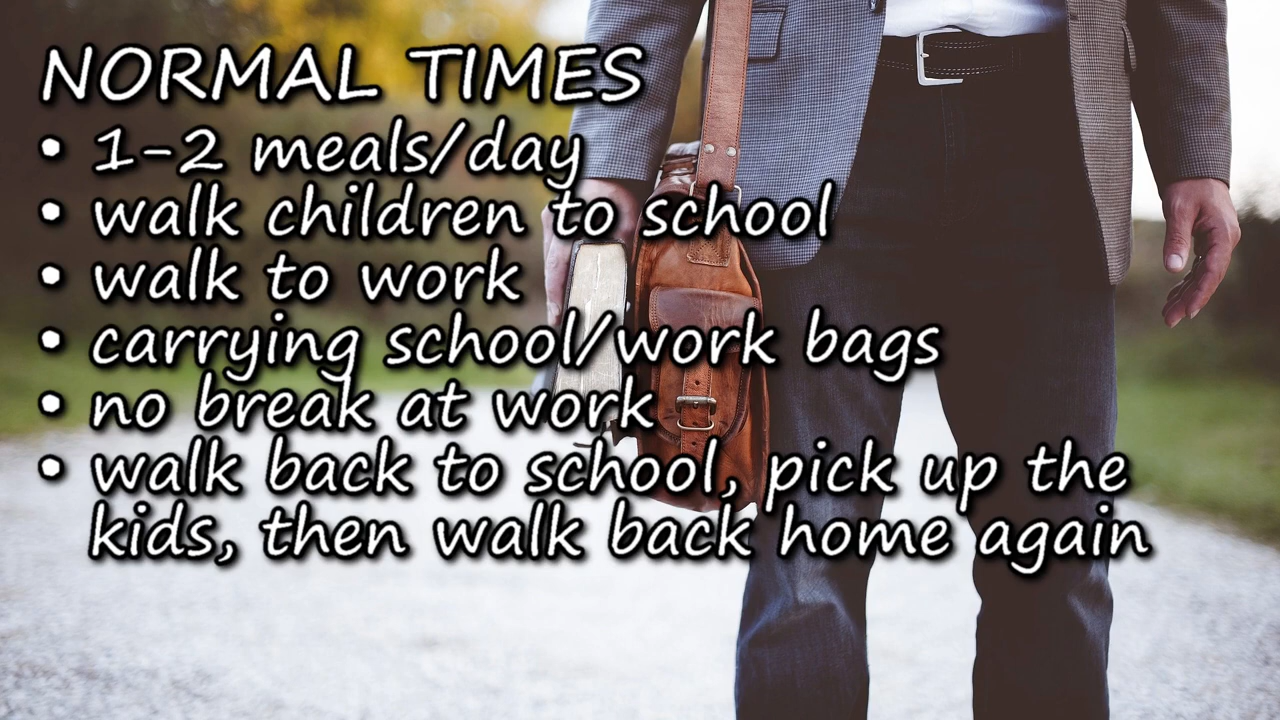 NORMAL TIMES
• 1-2 meals/day
• walk children to school
• walk to work
• carrying school/work bags
• no break at work
• walk back to school, pick up the
kids, then walk back home again